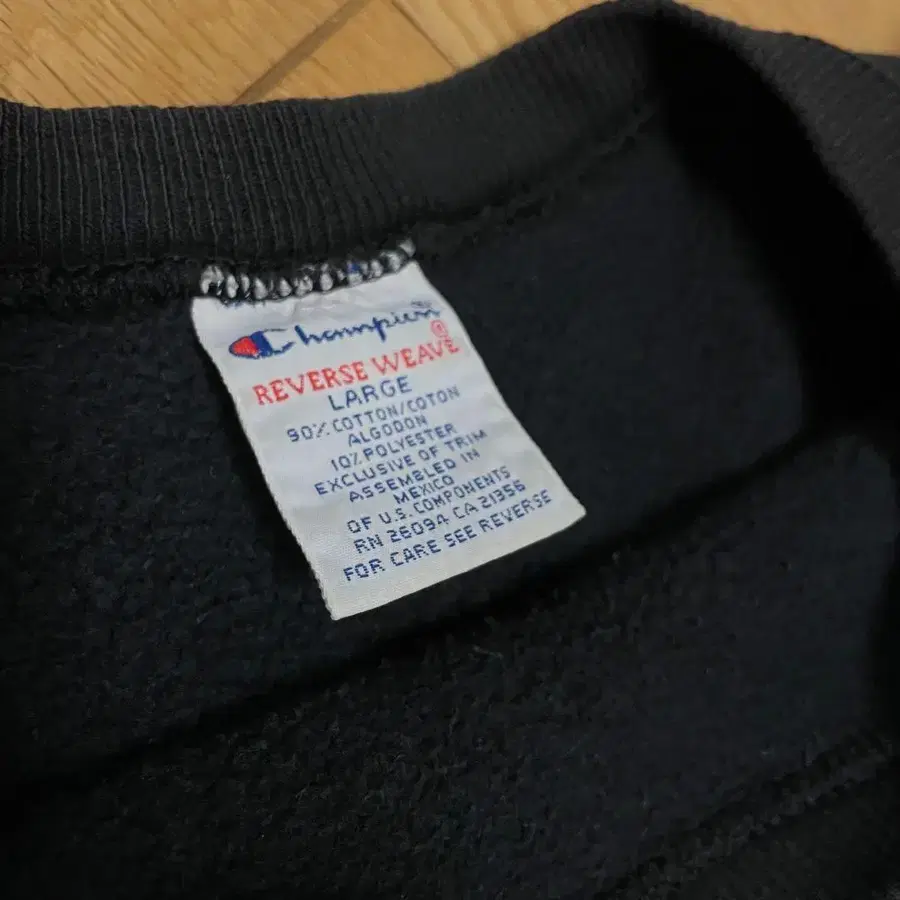 Champion
REVERSE WEAVE®
LARGE
90% COTTON/COTON
ALGODON
10% POLYESTER
EXCLUSIVE OF TRIM
ASSEMBLED IN
MEXICO
OF U.S. COMPONENTS
RN 26094 CA 21356
FOR CARE SEE REVERSE